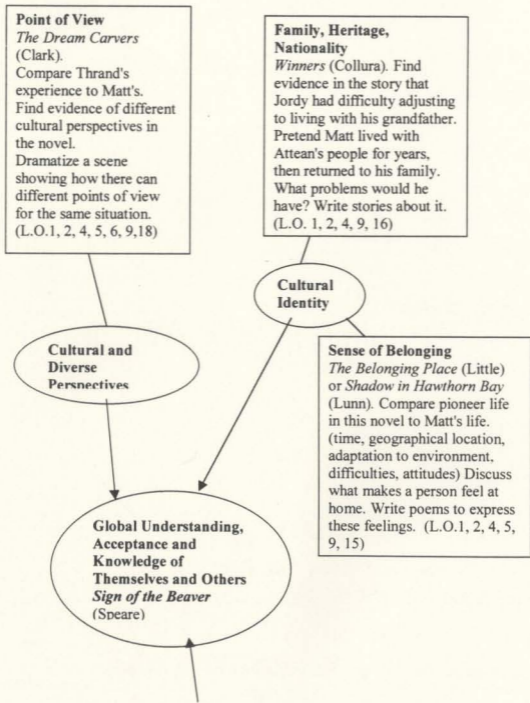 Point of View
The Dream Carvers
(Clark).
Compare Thrand's
experience to Matt's.
Find evidence of different
cultural perspectives in
the novel.
Dramatize a scene
showing how there can
different points of view
for the same situation.
(L.O.1, 2, 4, 5, 6, 9,18)
Family, Heritage,
Nationality
Winners (Collura). Find
evidence in the story that
Jordy had difficulty adjusting
to living with his grandfather.
Pretend Matt lived with
Attean's people for years,
then returned to his family.
What problems would he
have? Write stories about it.
(L.O. 1, 2, 4, 9, 16)
Cultural
Identity
Cultural and
Diverse
Perspectives
Sense of Belonging
The Belonging Place (Little)
or Shadow in Hawthorn Bay
(Lunn). Compare pioneer life
in this novel to Matt's life.
(time, geographical location,
adaptation to environment,
difficulties, attitudes) Discuss
what makes a person feel at
home. Write poems to express
these feelings. (L.O.1, 2, 4, 5,
9, 15)
Global Understanding,
Acceptance and
Knowledge of
Themselves and Others
Sign of the Beaver
(Speare)